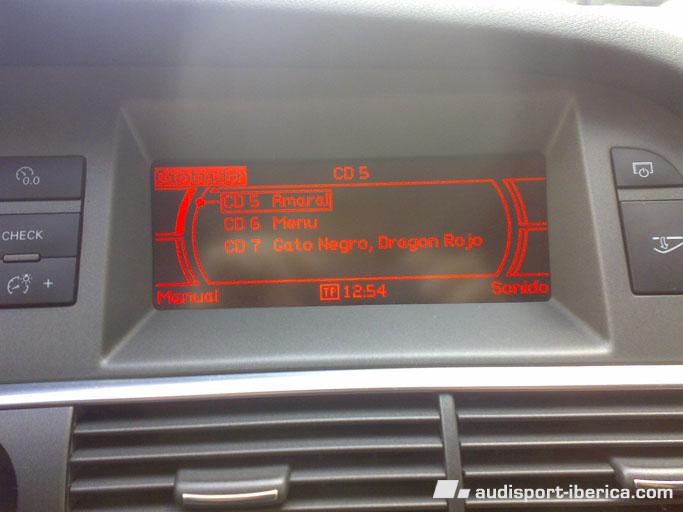 Cambiador CD 5
CD 5 Amaral
CD 6 Menu
CD 7 Gato Negro, Dragon Rojo
Manual TP 12:54 Sonido
0.0
CHECK
+
audisport-iberica.com